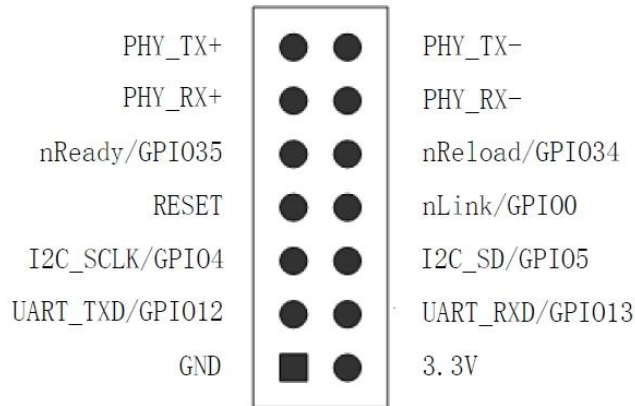 PHY_TX+ PHY_TX-
PHY_RX+ PHY_RX-
nReady/GPIO35 nReload/GPIO34
RESET nLink/GPIO0
I2C_SCLK/GPIO4 I2C_SD/GPIO5
UART_TXD/GPIO12 UART_RXD/GPIO13
GND 3.3V